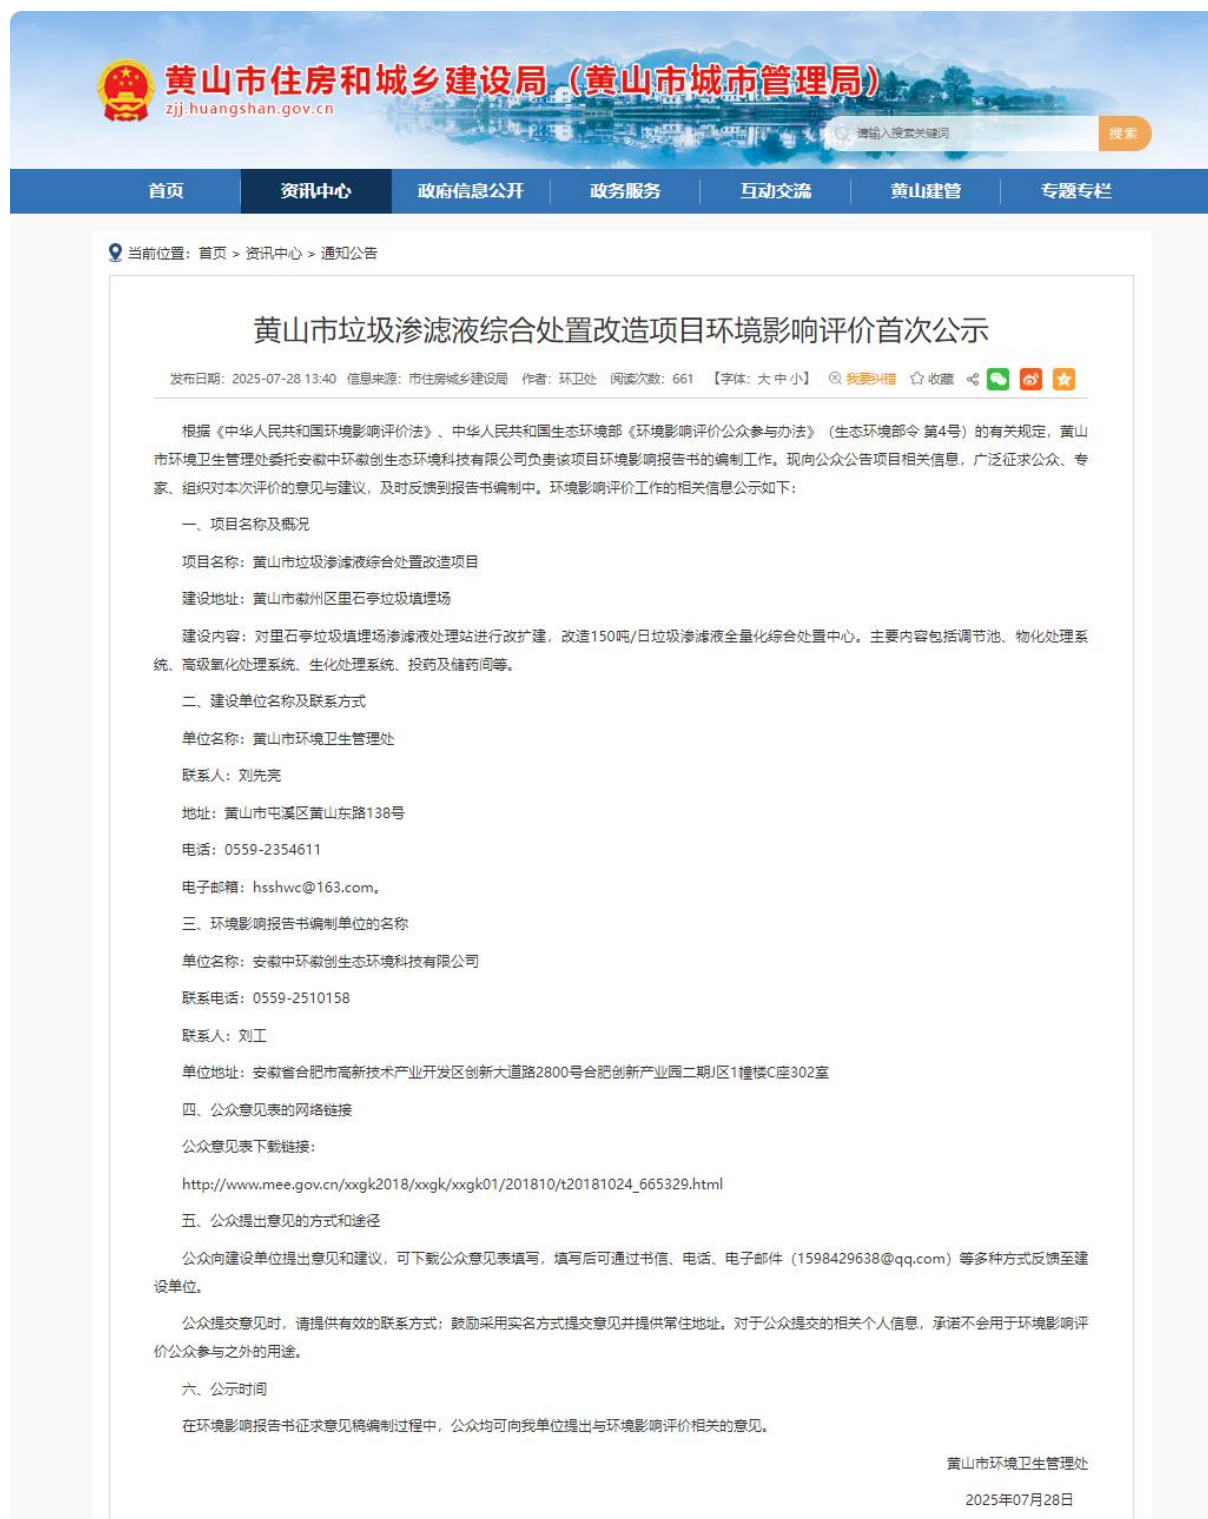 黄山市住房和城乡建设局（黄山市城市管理局）
zjj.huangshan.gov.cn
请输入搜索关键词
搜索
首页 资讯中心 政府信息公开 政务服务 互动交流 黄山建管 专题专栏
当前位置：首页 > 资讯中心 > 通知公告
黄山市垃圾渗滤液综合处置改造项目环境影响评价首次公示
发布日期：2025-07-28 13:40 信息来源：市住房城乡建设局 作者：环卫处 阅读次数：661 【字体：大 中 小】 我要纠错 收藏
根据《中华人民共和国环境影响评价法》、中华人民共和国生态环境部《环境影响评价公众参与办法》（生态环境部令 第4号）的有关规定，黄山
市环境卫生管理处委托安徽中环徽创生态环境科技有限公司负责该项目环境影响报告书的编制工作。现向公众公告项目相关信息，广泛征求公众、专
家、组织对本次评价的意见与建议，及时反馈到报告书编制中。环境影响评价工作的相关信息公示如下：
一、项目名称及概况
项目名称：黄山市垃圾渗滤液综合处置改造项目
建设地址：黄山市徽州区里石亭垃圾填埋场
建设内容：对里石亭垃圾填埋场渗滤液处理站进行改扩建，改造150吨/日垃圾渗滤液全量化综合处置中心。主要内容包括调节池、物化处理系
统、高级氧化处理系统、生化处理系统、投药及储药间等。
二、建设单位名称及联系方式
单位名称：黄山市环境卫生管理处
联系人：刘先亮
地址：黄山市屯溪区黄山东路138号
电话：0559-2354611
电子邮箱：hsshwc@163.com。
三、环境影响报告书编制单位的名称
单位名称：安徽中环徽创生态环境科技有限公司
联系电话：0559-2510158
联系人：刘工
单位地址：安徽省合肥市高新技术产业开发区创新大道路2800号合肥创新产业园二期J区1幢楼C座302室
四、公众意见表的网络链接
公众意见表下载链接：
http://www.mee.gov.cn/xxgk2018/xxgk/xxgk01/201810/t20181024_665329.html
五、公众提出意见的方式和途径
公众向建设单位提出意见和建议，可下载公众意见表填写，填写后可通过书信、电话、电子邮件（1598429638@qq.com）等多种方式反馈至建
设单位。
公众提交意见时，请提供有效的联系方式；鼓励采用实名方式提交意见并提供常住地址。对于公众提交的相关个人信息，承诺不会用于环境影响评
价公众参与之外的用途。
六、公示时间
在环境影响报告书征求意见稿编制过程中，公众均可向我单位提出与环境影响评价相关的意见。
黄山市环境卫生管理处
2025年07月28日